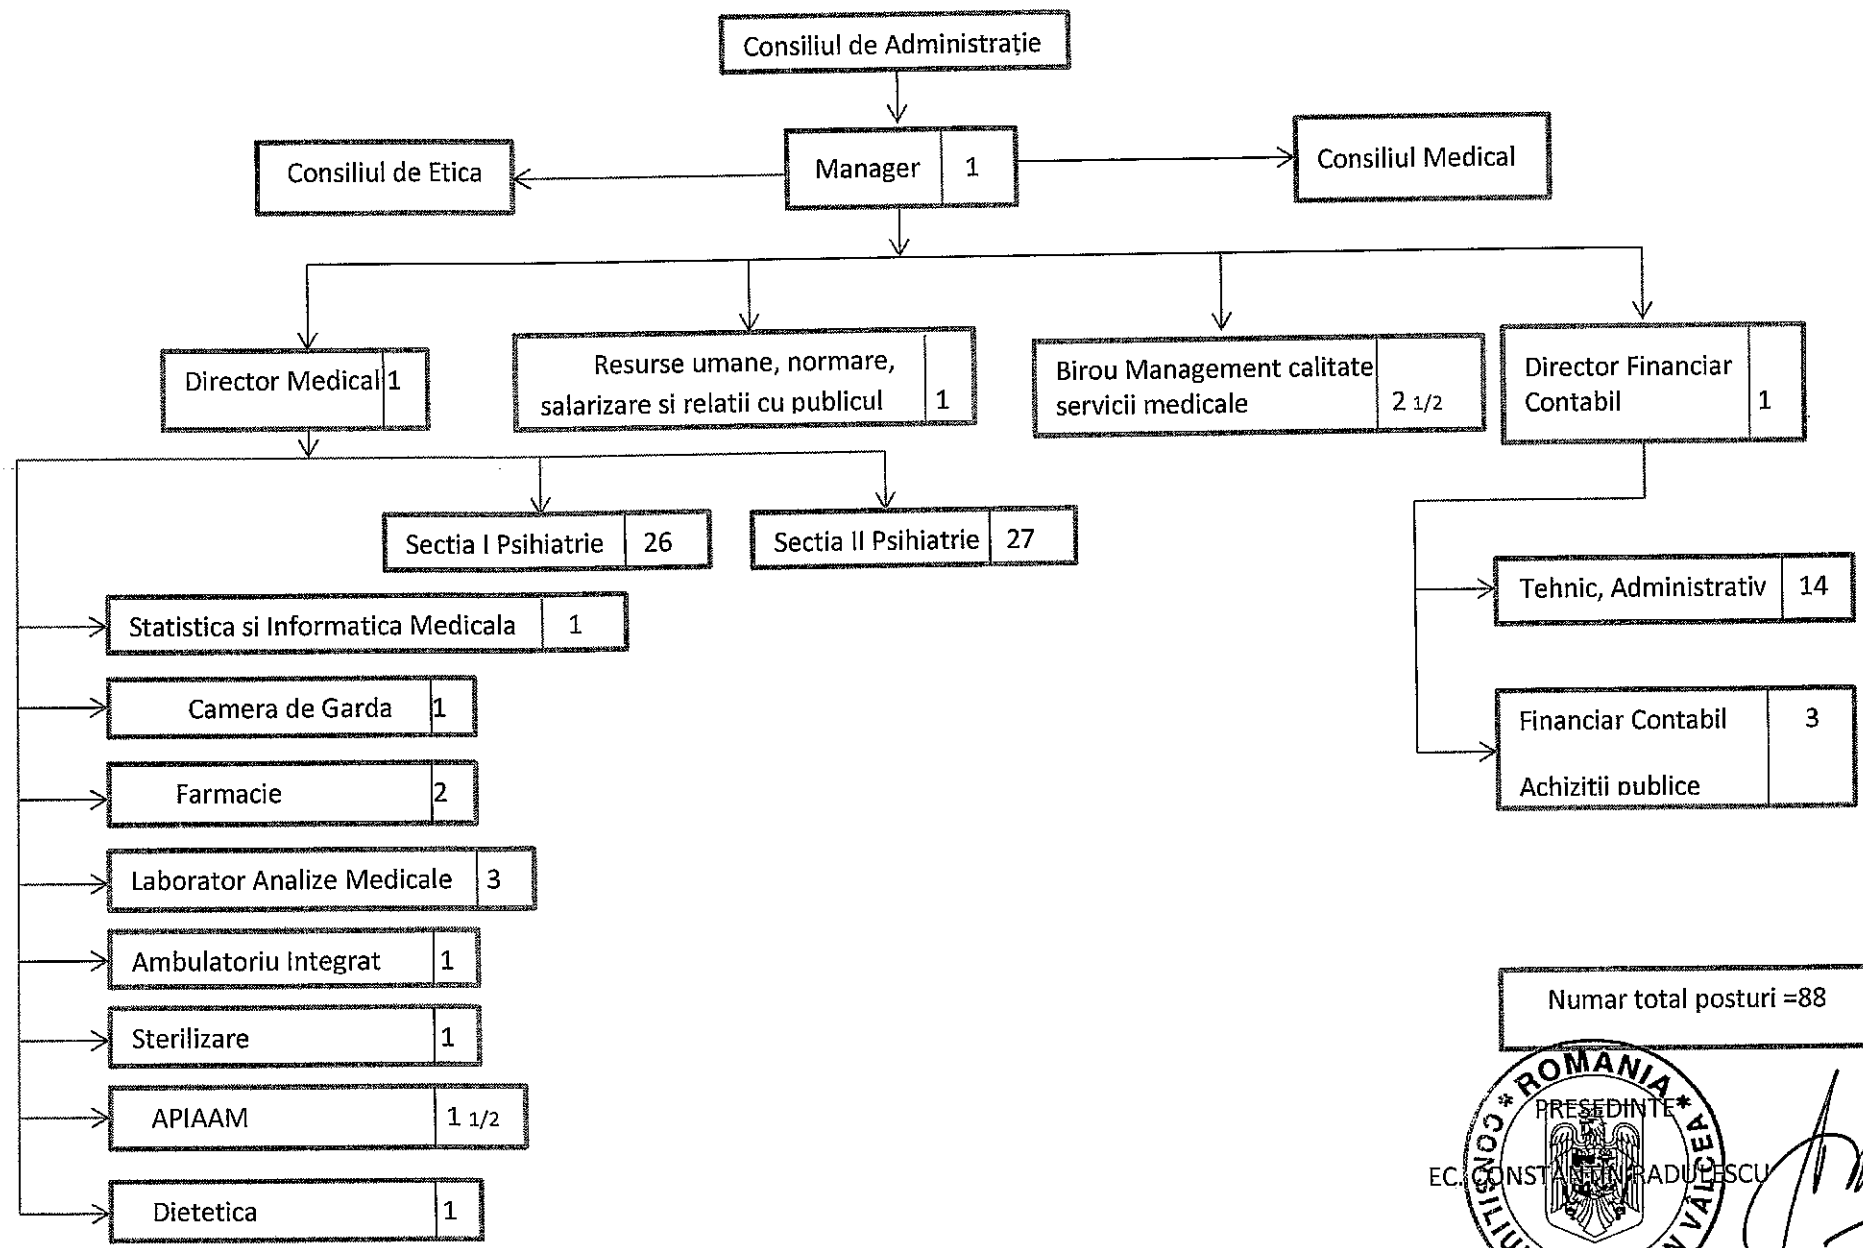 Consiliul de Administrație
Consiliul de Etica
Manager 1
Consiliul Medical
Director Medical 1
Resurse umane, normare,
salarizare si relatii cu publicul 1
Birou Management calitate
servicii medicale 2 1/2
Director Financiar
Contabil 1
Sectia I Psihiatrie 26
Sectia II Psihiatrie 27
Statistica si Informatica Medicala 1
Camera de Garda 1
Farmacie 2
Laborator Analize Medicale 3
Ambulatoriu Integrat 1
Sterilizare 1
APIAAM 1 1/2
Dietetica 1
Tehnic, Administrativ 14
Financiar Contabil 3
Achizitii publice
Numar total posturi =88
ROMANIA
PRESEDINTE
EC. CONSTANTIN RADULESCU
VÂLCEA